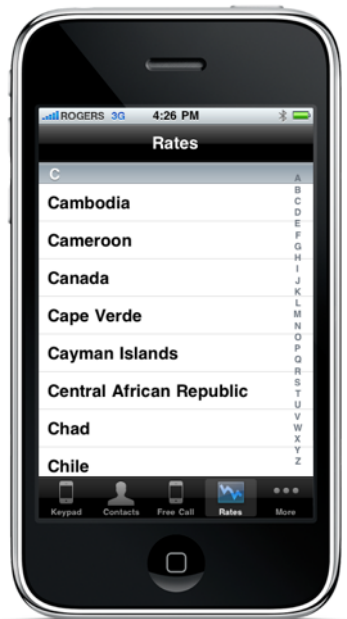 ROGERS 3G 4:26 PM
Rates
C
Cambodia
Cameroon
Canada
Cape Verde
Cayman Islands
Central African Republic
Chad
Chile
A
B
C
D
E
F
G
H
I
J
K
L
M
N
O
P
Q
R
S
T
U
V
W
X
Y
Z
Keypad Contacts Free Call Rates More